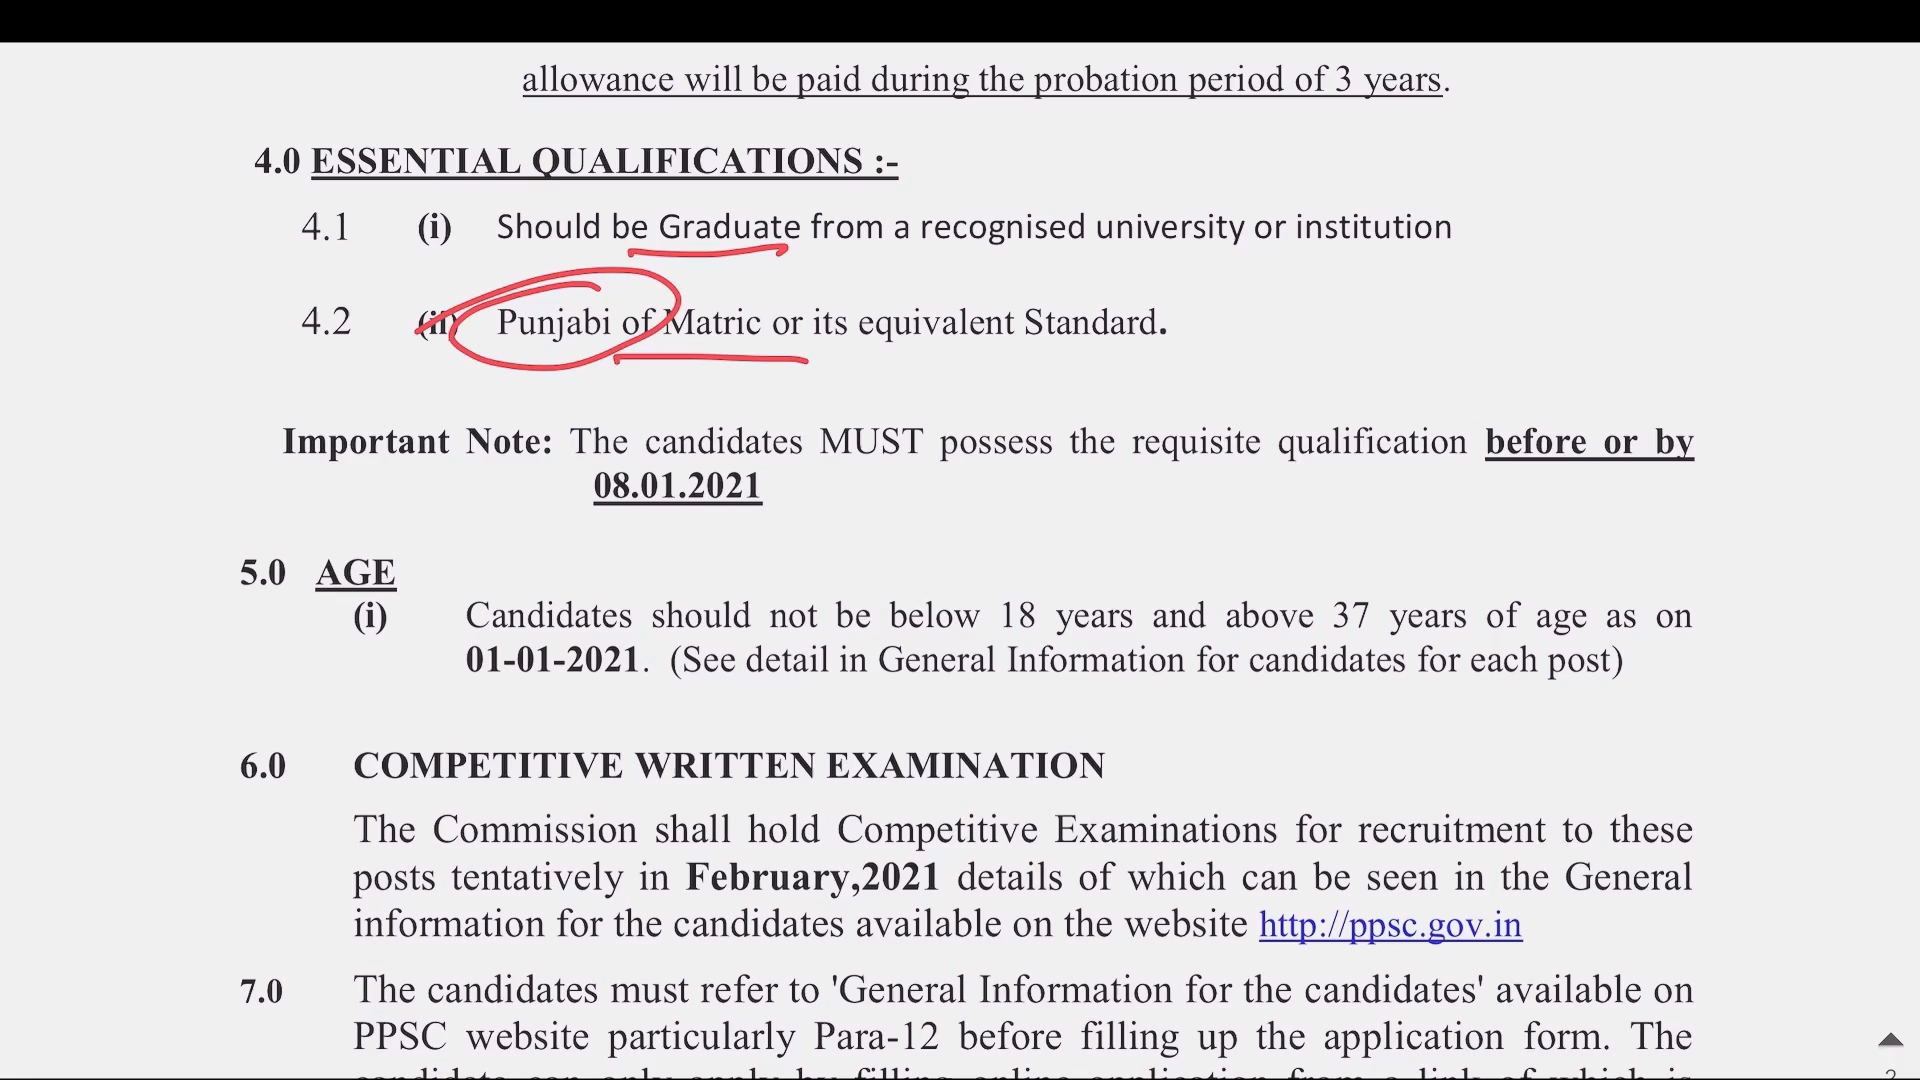 allowance will be paid during the probation period of 3 years.
4.0 ESSENTIAL QUALIFICATIONS :-
4.1 (i) Should be Graduate from a recognised university or institution
4.2 (ii) Punjabi of Matric or its equivalent Standard.
Important Note: The candidates MUST possess the requisite qualification before or by
08.01.2021
5.0 AGE
(i) Candidates should not be below 18 years and above 37 years of age as on
01-01-2021. (See detail in General Information for candidates for each post)
6.0 COMPETITIVE WRITTEN EXAMINATION
The Commission shall hold Competitive Examinations for recruitment to these
posts tentatively in February,2021 details of which can be seen in the General
information for the candidates available on the website http://ppsc.gov.in
7.0 The candidates must refer to 'General Information for the candidates' available on
PPSC website particularly Para-12 before filling up the application form. The